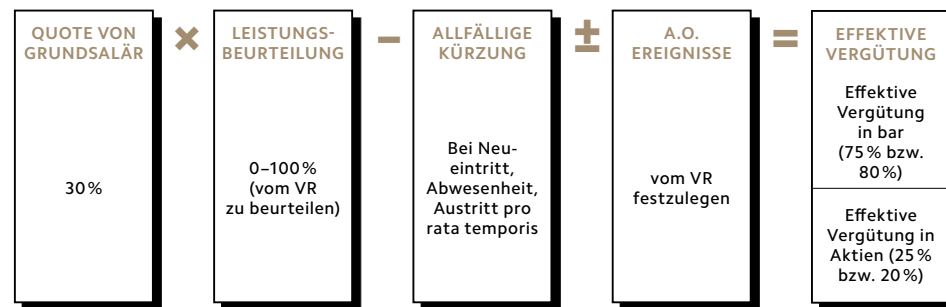 QUOTE VON
GRUNDSALÄR
30 %
×
LEISTUNGS-
BEURTEILUNG
0–100 %
(vom VR
zu beurteilen)
–
ALLFÄLLIGE
KÜRZUNG
Bei Neu-
eintritt,
Abwesenheit,
Austritt pro
rata temporis
±
A.O.
EREIGNISSE
vom VR
festzulegen
=
EFFEKTIVE
VERGÜTUNG
Effektive
Vergütung
in bar
(75 % bzw.
80 %)
Effektive
Vergütung in
Aktien (25 %
bzw. 20 %)